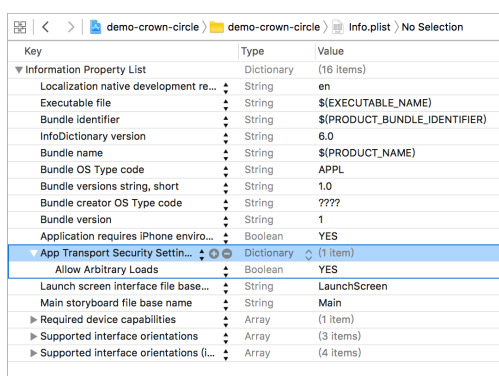 demo-crown-circle demo-crown-circle Info.plist No Selection
Key Type Value
Information Property List Dictionary (16 items)
Localization native development re... String en
Executable file String $(EXECUTABLE_NAME)
Bundle identifier String $(PRODUCT_BUNDLE_IDENTIFIER)
InfoDictionary version String 6.0
Bundle name String $(PRODUCT_NAME)
Bundle OS Type code String APPL
Bundle versions string, short String 1.0
Bundle creator OS Type code String ????
Bundle version String 1
Application requires iPhone enviro... Boolean YES
App Transport Security Settin... Dictionary (1 item)
Allow Arbitrary Loads Boolean YES
Launch screen interface file base... String LaunchScreen
Main storyboard file base name String Main
Required device capabilities Array (1 item)
Supported interface orientations Array (3 items)
Supported interface orientations (i... Array (4 items)